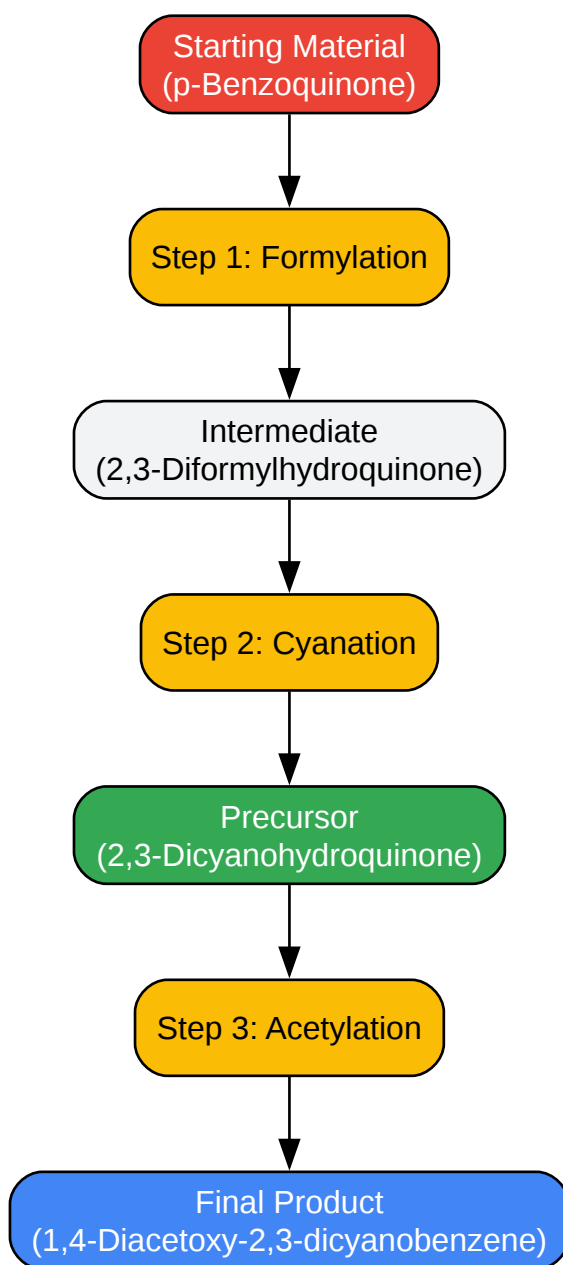 Starting Material
(p-Benzoquinone)
Step 1: Formylation
Intermediate
(2,3-Diformylhydroquinone)
Step 2: Cyanation
Precursor
(2,3-Dicyanohydroquinone)
Step 3: Acetylation
Final Product
(1,4-Diacetoxy-2,3-dicyanobenzene)